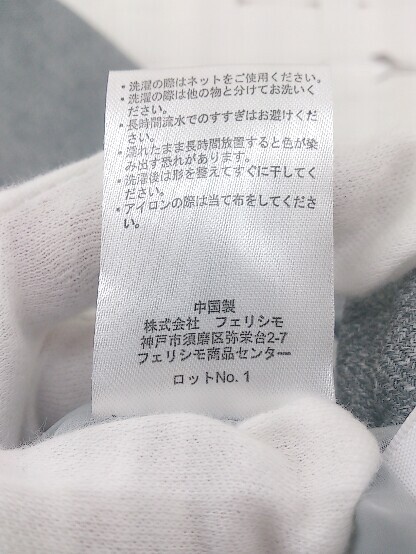 ・洗濯の際はネットをご使用ください。
・洗濯の際は他の物と分けてお洗いく
ださい。
・長時間流水でのすすぎはお避けくだ
さい。
・濡れたまま長時間放置すると色が染
み出す恐れがあります。
・洗濯後は形を整えてすぐに干してく
ださい。
・アイロンの際は当て布をしてくださ
い。
中国製
株式会社　フェリシモ
神戸市須磨区弥栄台2-7
フェリシモ商品センター
ロットNo. 1